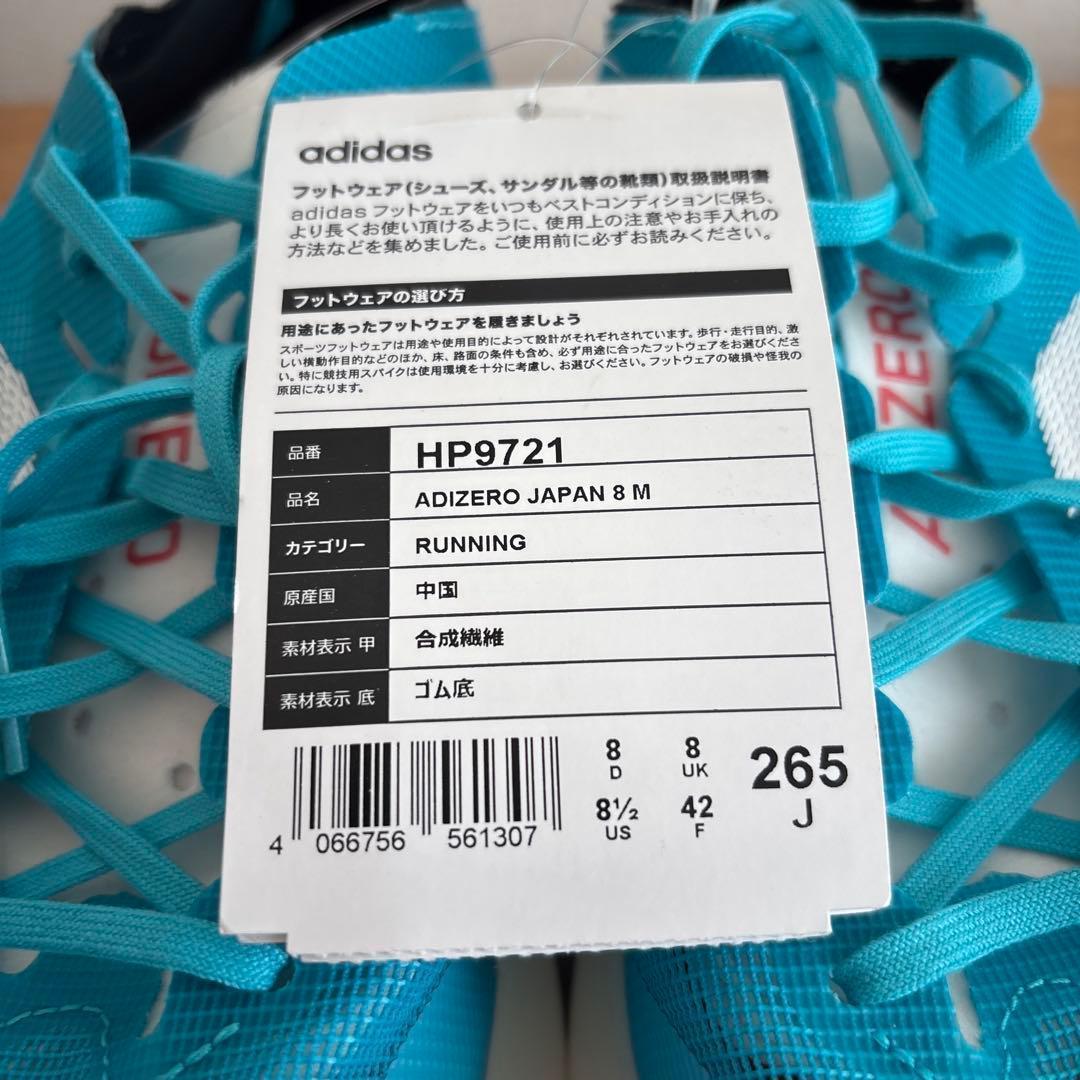 adidas
フットウェア(シューズ、サンダル等の靴類)取扱説明書
adidas フットウェアをいつもベストコンディションに保ち、
より長くお使い頂けるように、使用上の注意やお手入れの
方法などを集めました。ご使用前に必ずお読みください。
フットウェアの選び方
用途にあったフットウェアを履きましょう
スポーツフットウェアは用途や使用目的によって設計がそれぞれされています。歩行・走行目的、激
しい横動作目的などのほか、床、路面の条件も含め、必ず用途に合ったフットウェアをお選びくださ
い。特に競技用スパイクは使用環境を十分に考慮し、お選びください。フットウェアの破損や怪我の
原因になります。
品番 HP9721
品名 ADIZERO JAPAN 8 M
カテゴリー RUNNING
原産国 中国
素材表示 甲 合成繊維
素材表示 底 ゴム底
8 8 265
D UK J
8½ 42
US F
4 066756 561307
ADIZERO